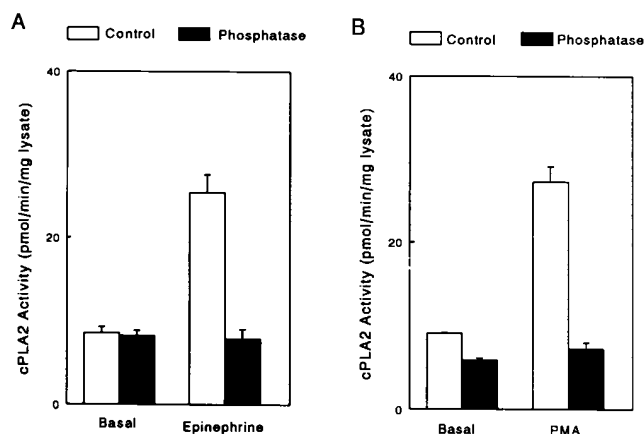 A
Control
Phosphatase
cPLA2 Activity (pmol/min/mg lysate)
40
20
0
Basal
Epinephrine
B
Control
Phosphatase
cPLA2 Activity (pmol/min/mg lysate)
40
20
0
Basal
PMA